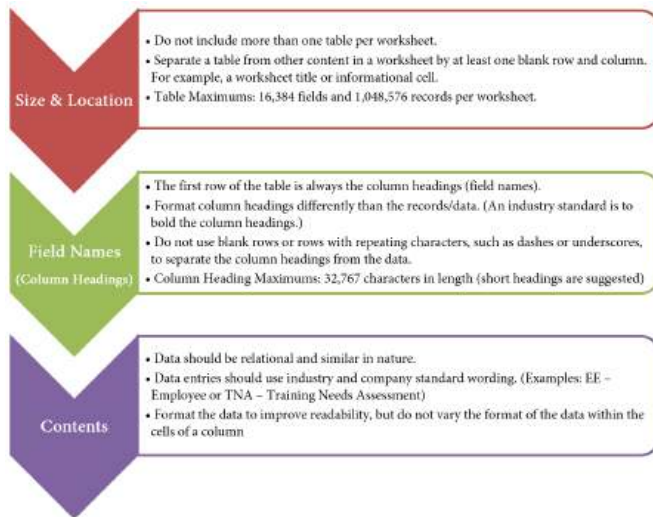 Size & Location
• Do not include more than one table per worksheet.
• Separate a table from other content in a worksheet by at least one blank row and column.
For example, a worksheet title or informational cell.
• Table Maximums: 16,384 fields and 1,048,576 records per worksheet.
Field Names
(Column Headings)
• The first row of the table is always the column headings (field names).
• Format column headings differently than the records/data. (An industry standard is to
bold the column headings.)
• Do not use blank rows or rows with repeating characters, such as dashes or underscores,
to separate the column headings from the data.
• Column Heading Maximums: 32,767 characters in length (short headings are suggested)
Contents
• Data should be relational and similar in nature.
• Data entries should use industry and company standard wording. (Examples: EE –
Employee or TNA – Training Needs Assessment)
• Format the data to improve readability, but do not vary the format of the data within the
cells of a column